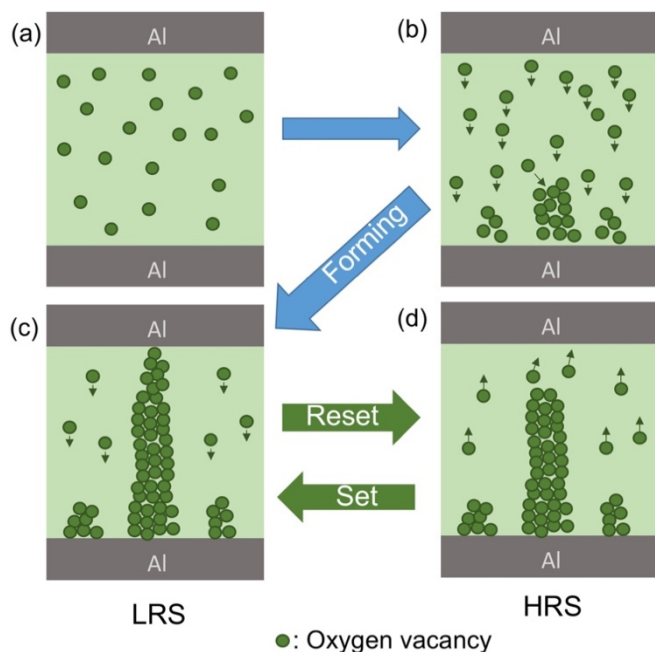 (a)
Al
Al
(b)
Al
Al
Forming
(c)
Al
Al
LRS
Reset
Set
(d)
Al
Al
HRS
: Oxygen vacancy